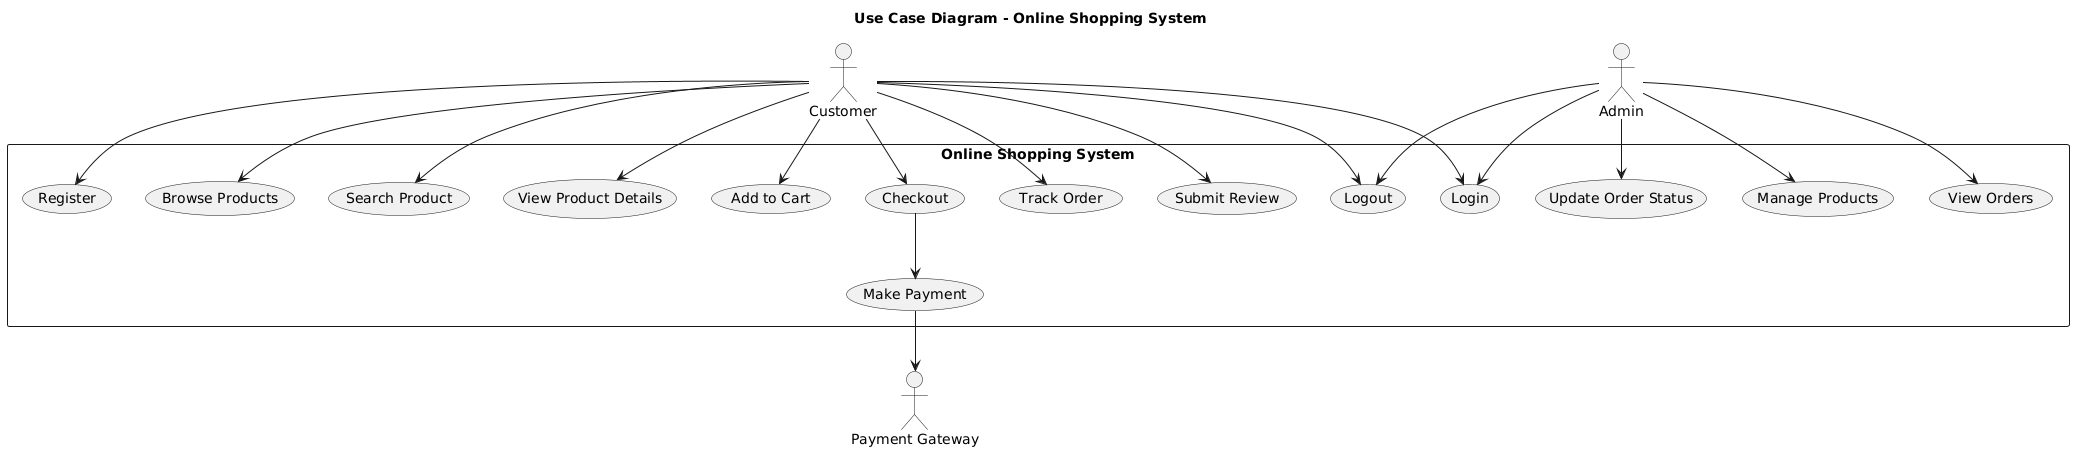 Use Case Diagram - Online Shopping System
Customer
Admin
Online Shopping System
Register
Browse Products
Search Product
View Product Details
Add to Cart
Checkout
Track Order
Submit Review
Logout
Login
Update Order Status
Manage Products
View Orders
Make Payment
Payment Gateway